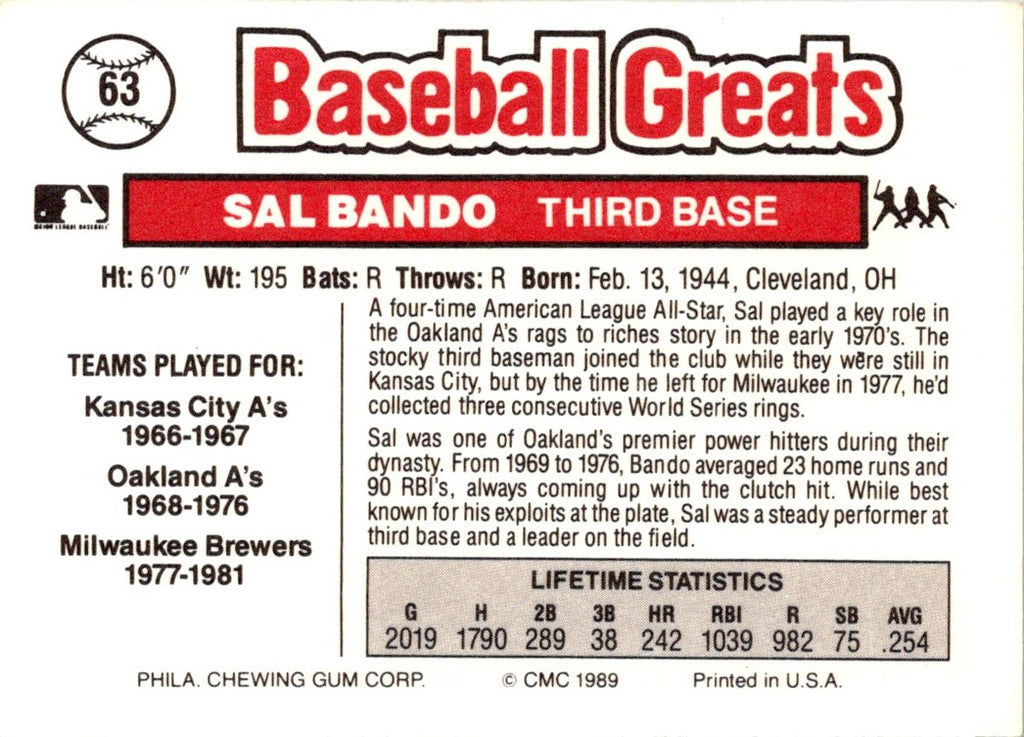 63
Baseball Greats
MAJOR LEAGUE BASEBALL
SAL BANDO THIRD BASE
Ht: 6'0" Wt: 195 Bats: R Throws: R Born: Feb. 13, 1944, Cleveland, OH
TEAMS PLAYED FOR:
Kansas City A's
1966-1967
Oakland A's
1968-1976
Milwaukee Brewers
1977-1981
A four-time American League All-Star, Sal played a key role in
the Oakland A's rags to riches story in the early 1970's. The
stocky third baseman joined the club while they were still in
Kansas City, but by the time he left for Milwaukee in 1977, he'd
collected three consecutive World Series rings.
Sal was one of Oakland's premier power hitters during their
dynasty. From 1969 to 1976, Bando averaged 23 home runs and
90 RBI's, always coming up with the clutch hit. While best
known for his exploits at the plate, Sal was a steady performer at
third base and a leader on the field.
LIFETIME STATISTICS
G H 2B 3B HR RBI R SB AVG
2019 1790 289 38 242 1039 982 75 .254
PHILA. CHEWING GUM CORP. © CMC 1989 Printed in U.S.A.